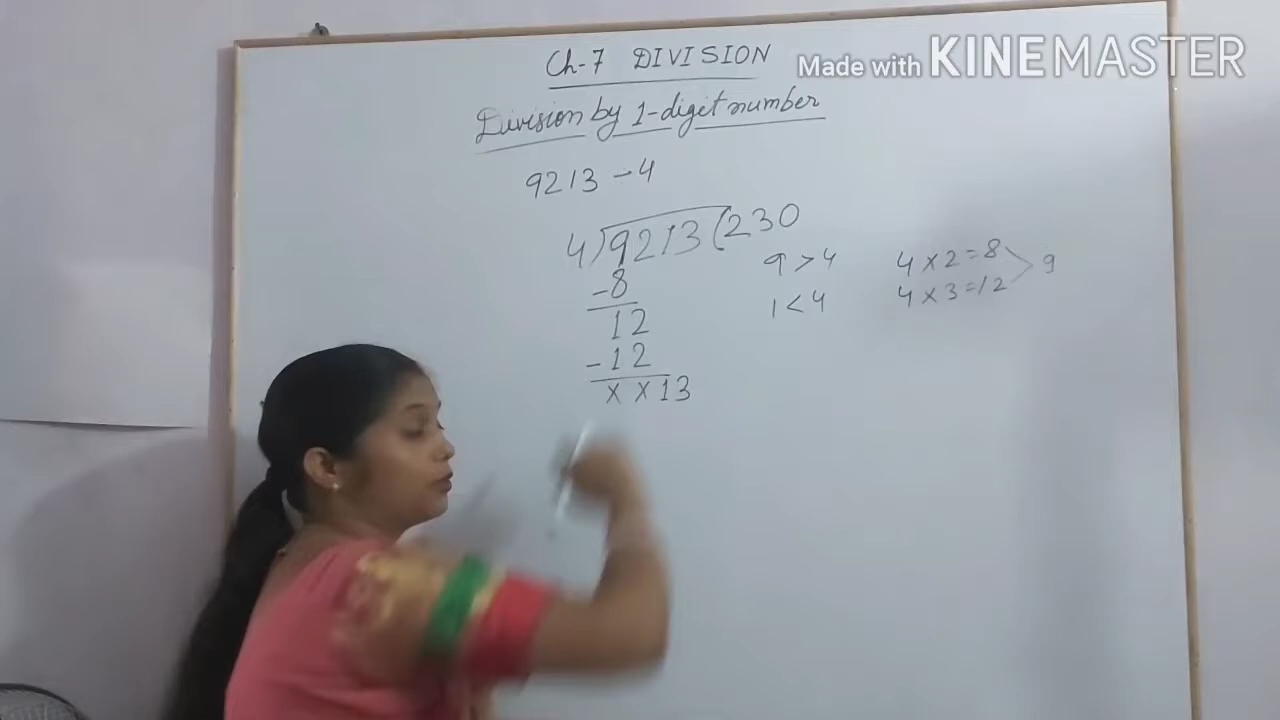 Ch-7 DIVISION
Made with KINEMASTER
Division by 1-digit number
9213 - 4
4)9213(230
-8
12
-12
x x 13
9 > 4
1 < 4
4 x 2 = 8
4 x 3 = 12
9